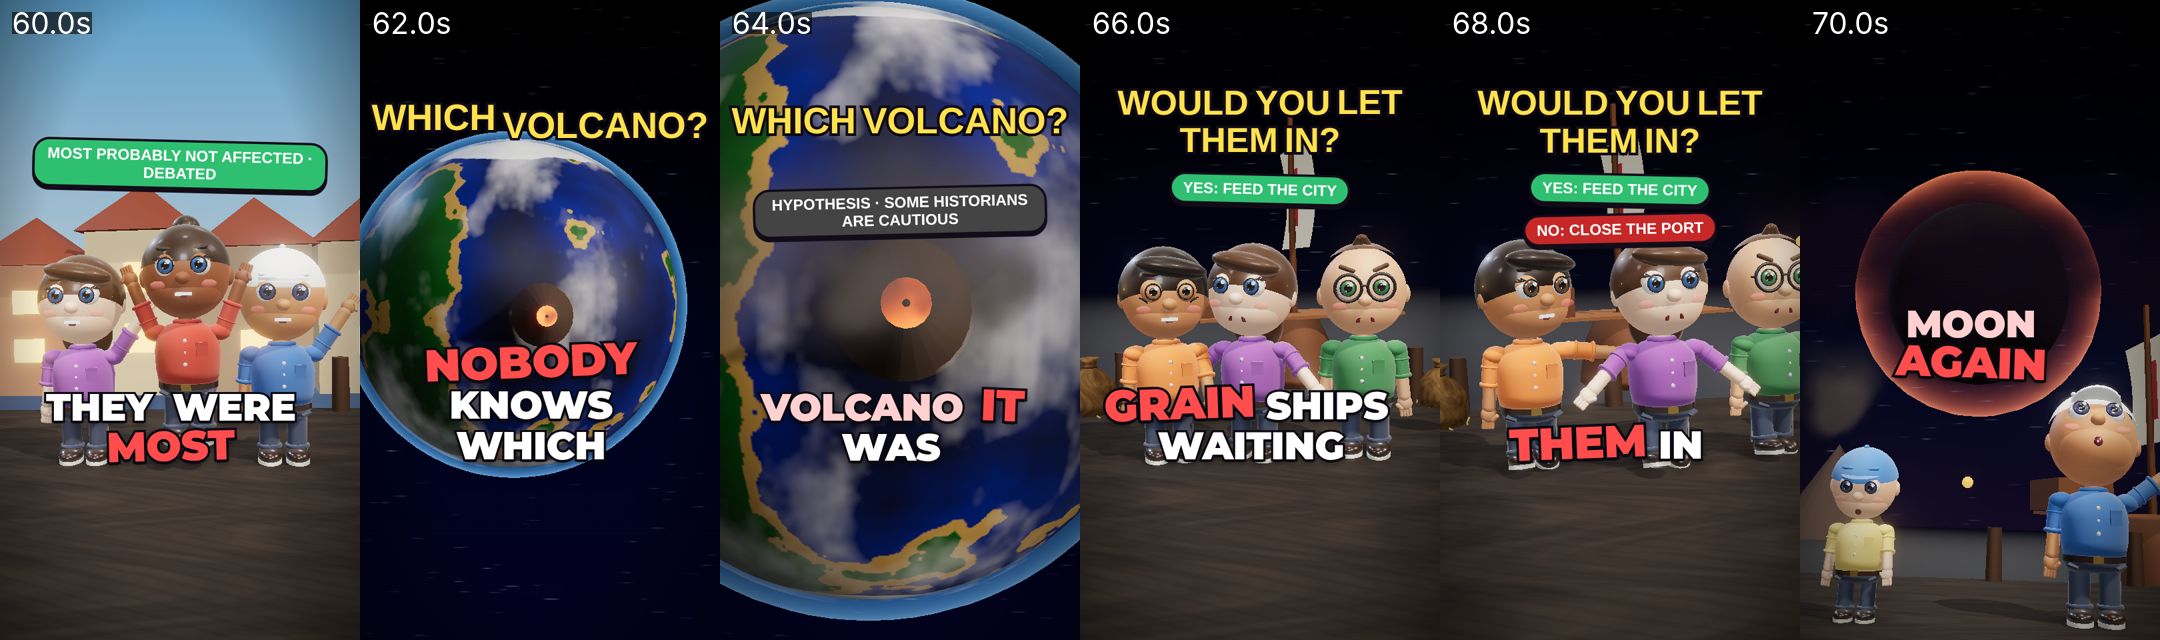 60.0s
MOST PROBABLY NOT AFFECTED ·
DEBATED
THEY WERE
MOST
62.0s
WHICH VOLCANO?
NOBODY
KNOWS
WHICH
64.0s
WHICH VOLCANO?
HYPOTHESIS · SOME HISTORIANS
ARE CAUTIOUS
VOLCANO IT
WAS
66.0s
WOULD YOU LET
THEM IN?
YES: FEED THE CITY
GRAIN SHIPS
WAITING
68.0s
WOULD YOU LET
THEM IN?
YES: FEED THE CITY
NO: CLOSE THE PORT
THEM IN
70.0s
MOON
AGAIN